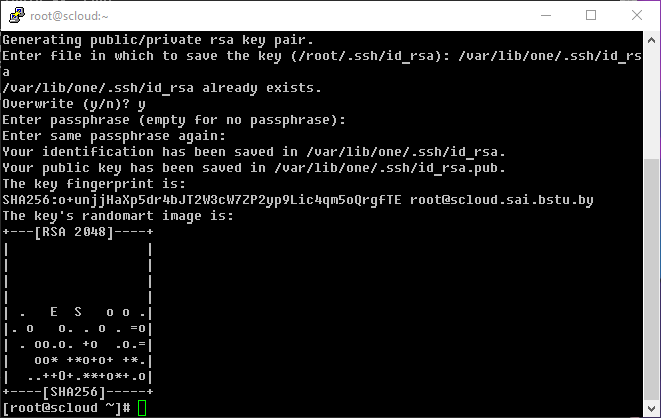 root@scloud:~
Generating public/private rsa key pair.
Enter file in which to save the key (/root/.ssh/id_rsa): /var/lib/one/.ssh/id_rs
a
/var/lib/one/.ssh/id_rsa already exists.
Overwrite (y/n)? y
Enter passphrase (empty for no passphrase):
Enter same passphrase again:
Your identification has been saved in /var/lib/one/.ssh/id_rsa.
Your public key has been saved in /var/lib/one/.ssh/id_rsa.pub.
The key fingerprint is:
SHA256:o+unjjHaXp5dr4bJT2W3cW7ZP2yp9Lic4qm5oQrgfTE root@scloud.sai.bstu.by
The key's randomart image is:
+---[RSA 2048]----+
|                 |
|                 |
|                 |
|                 |
| .   E  S   o o .|
|. o   o. . o . =o|
| . oo.o. +o  .o.=|
|   oo* +*o+o+ +*.|
|  ..++O+.**+o*+.o|
+----[SHA256]-----+
[root@scloud ~]#